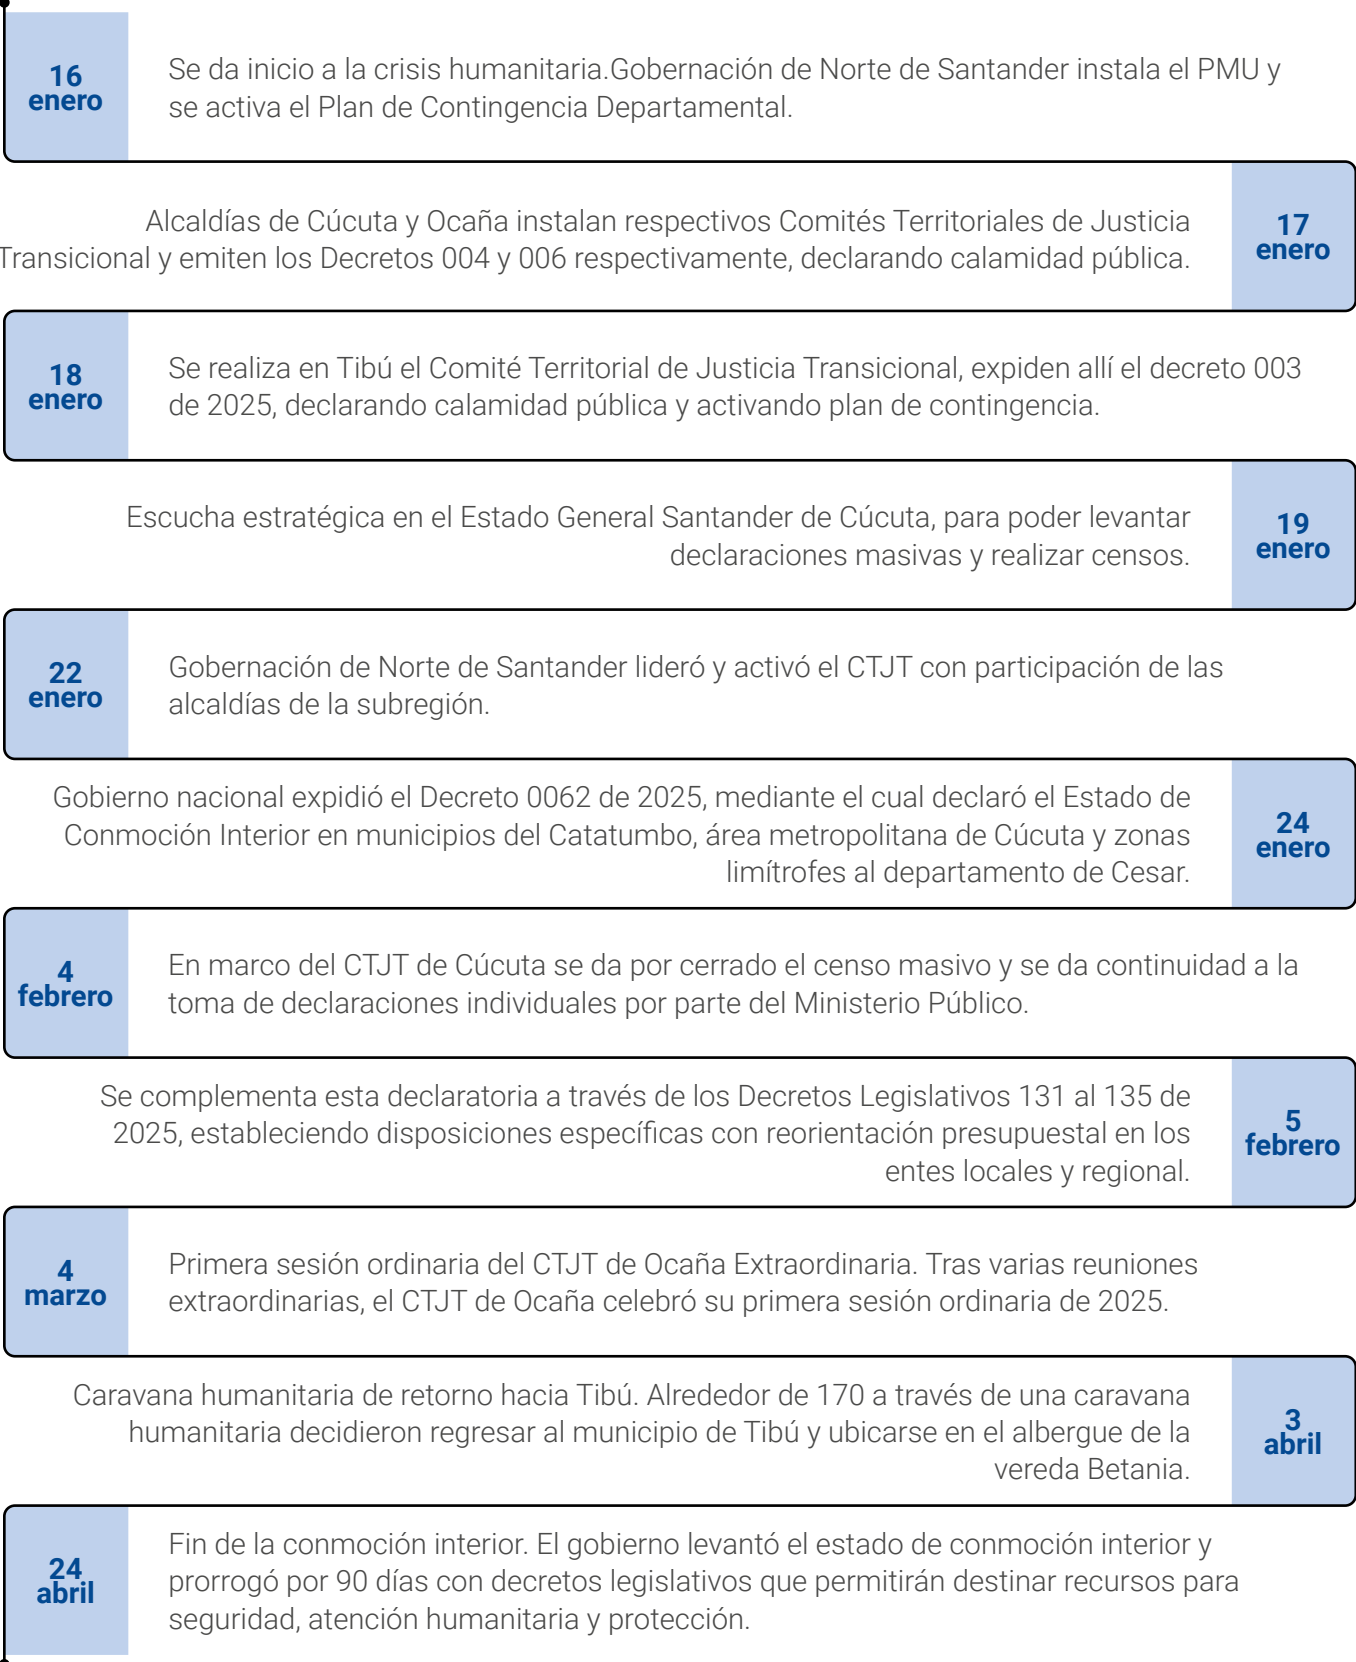 16
enero
Se da inicio a la crisis humanitaria.Gobernación de Norte de Santander instala el PMU y
se activa el Plan de Contingencia Departamental.
Alcaldías de Cúcuta y Ocaña instalan respectivos Comités Territoriales de Justicia
Transicional y emiten los Decretos 004 y 006 respectivamente, declarando calamidad pública.
17
enero
18
enero
Se realiza en Tibú el Comité Territorial de Justicia Transicional, expiden allí el decreto 003
de 2025, declarando calamidad pública y activando plan de contingencia.
Escucha estratégica en el Estado General Santander de Cúcuta, para poder levantar
declaraciones masivas y realizar censos.
19
enero
22
enero
Gobernación de Norte de Santander lideró y activó el CTJT con participación de las
alcaldías de la subregión.
Gobierno nacional expidió el Decreto 0062 de 2025, mediante el cual declaró el Estado de
Conmoción Interior en municipios del Catatumbo, área metropolitana de Cúcuta y zonas
limítrofes al departamento de Cesar.
24
enero
4
febrero
En marco del CTJT de Cúcuta se da por cerrado el censo masivo y se da continuidad a la
toma de declaraciones individuales por parte del Ministerio Público.
Se complementa esta declaratoria a través de los Decretos Legislativos 131 al 135 de
2025, estableciendo disposiciones específicas con reorientación presupuestal en los
entes locales y regional.
5
febrero
4
marzo
Primera sesión ordinaria del CTJT de Ocaña Extraordinaria. Tras varias reuniones
extraordinarias, el CTJT de Ocaña celebró su primera sesión ordinaria de 2025.
Caravana humanitaria de retorno hacia Tibú. Alrededor de 170 a través de una caravana
humanitaria decidieron regresar al municipio de Tibú y ubicarse en el albergue de la
vereda Betania.
3
abril
24
abril
Fin de la conmoción interior. El gobierno levantó el estado de conmoción interior y
prorrogó por 90 días con decretos legislativos que permitirán destinar recursos para
seguridad, atención humanitaria y protección.